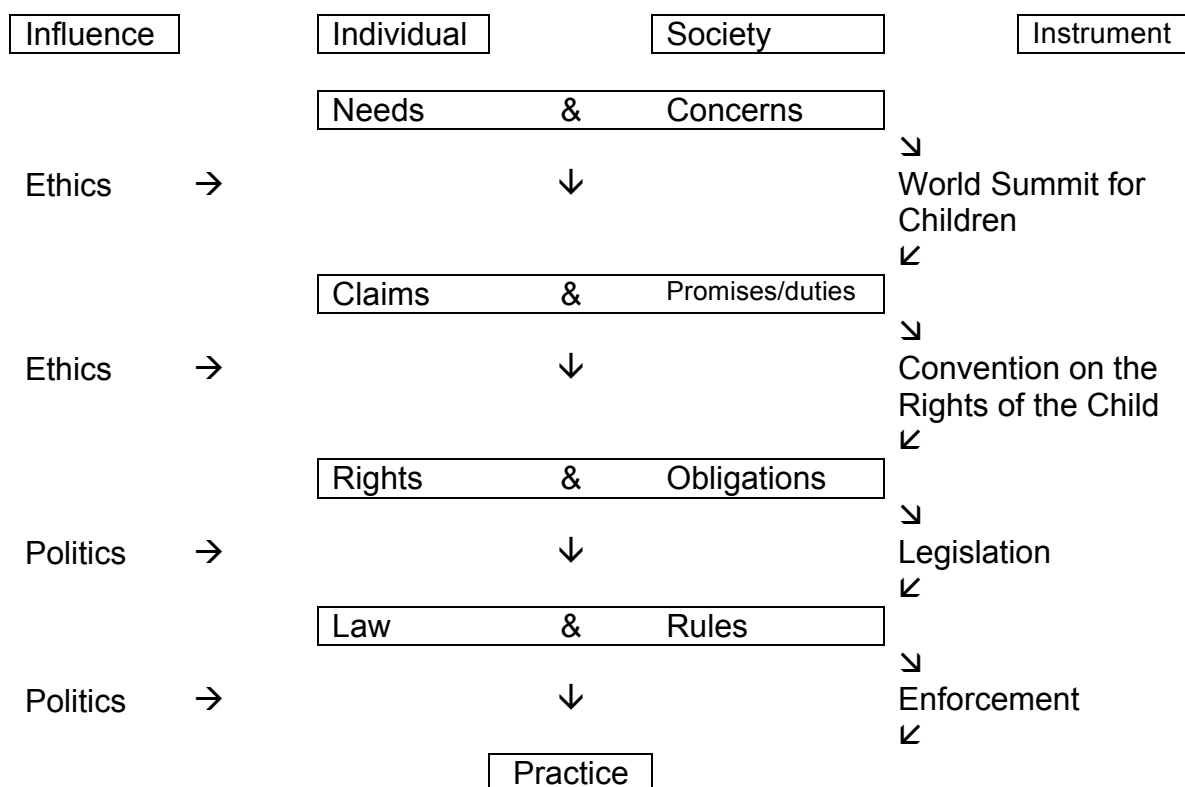 Influence Individual Society Instrument
Needs & Concerns
↘
Ethics → ↓ World Summit for
Children
↙
Claims & Promises/duties
↘
Ethics → ↓ Convention on the
Rights of the Child
↙
Rights & Obligations
↘
Politics → ↓ Legislation
↙
Law & Rules
↘
Politics → ↓ Enforcement
↙
Practice